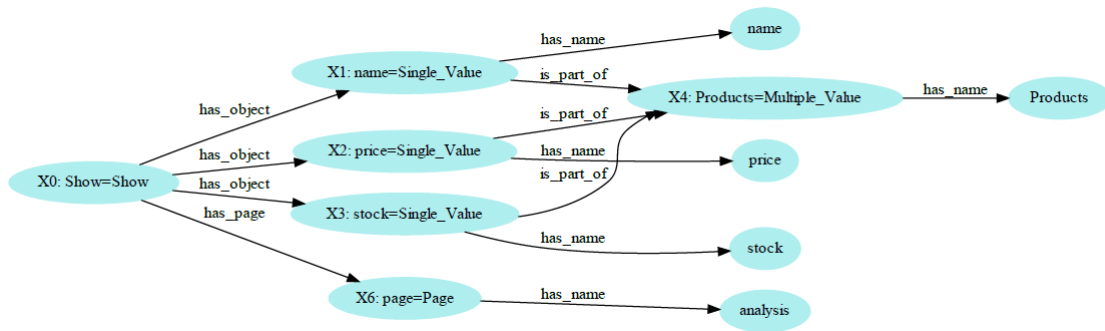 has_name
name
X1: name=Single_Value
is_part_of
X4: Products=Multiple_Value
has_name
Products
has_object
is_part_of
X2: price=Single_Value
has_name
price
has_object
X0: Show=Show
has_object
is_part_of
X3: stock=Single_Value
has_page
has_name
stock
X6: page=Page
has_name
analysis